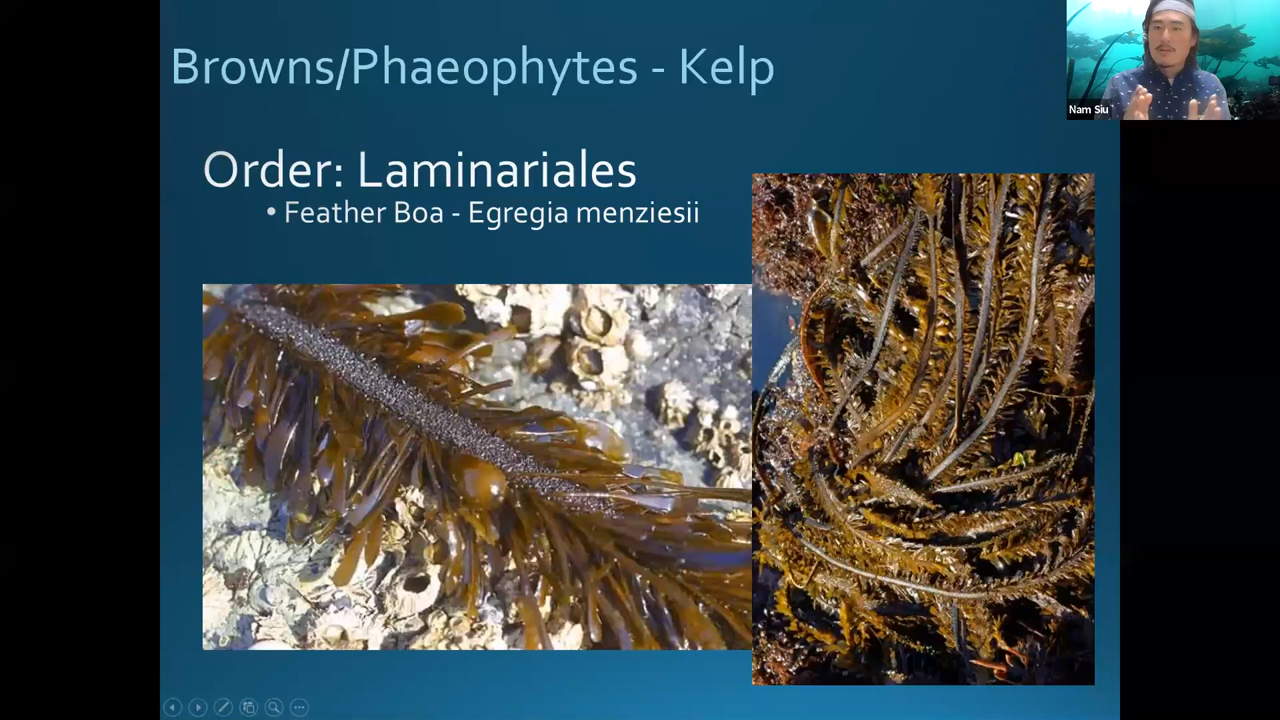 Browns/Phaeophytes - Kelp
Nam Siu
Order: Laminariales
• Feather Boa - Egregia menziesii